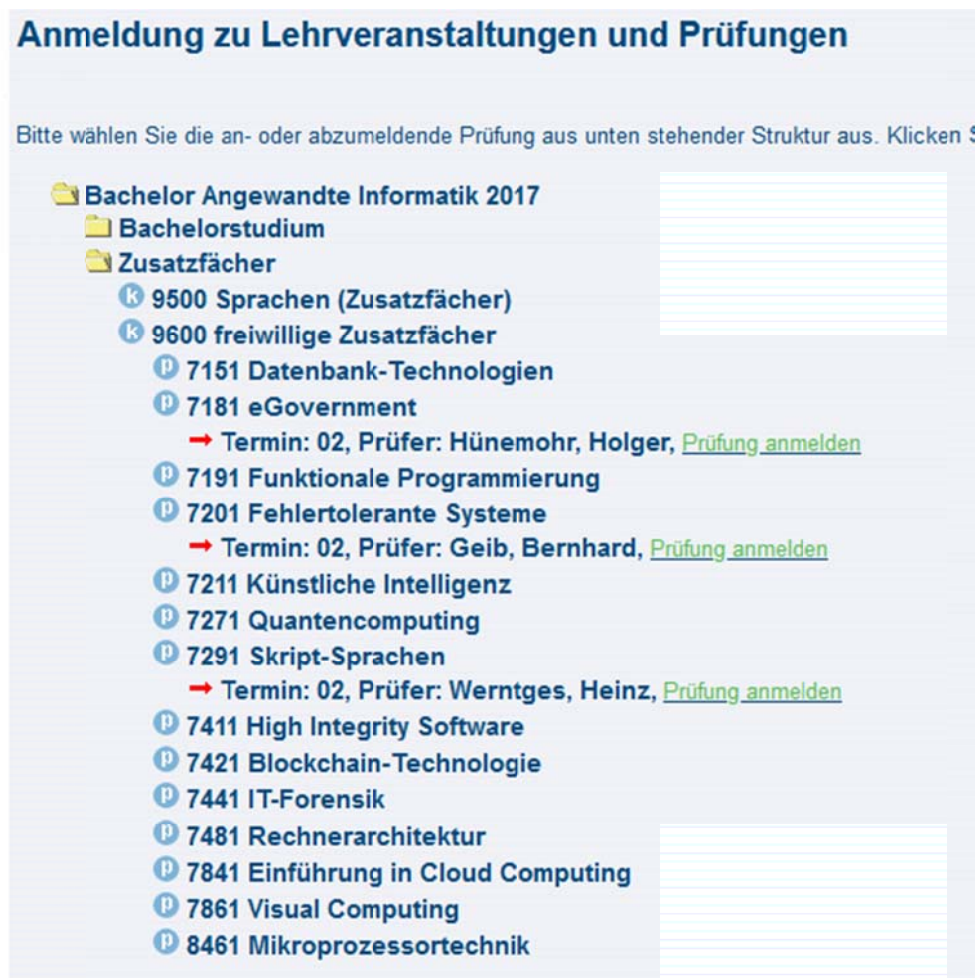 Anmeldung zu Lehrveranstaltungen und Prüfungen
Bitte wählen Sie die an- oder abzumeldende Prüfung aus unten stehender Struktur aus. Klicken
Bachelor Angewandte Informatik 2017
Bachelorstudium
Zusatzfächer
k 9500 Sprachen (Zusatzfächer)
k 9600 freiwillige Zusatzfächer
p 7151 Datenbank-Technologien
p 7181 eGovernment
→ Termin: 02, Prüfer: Hünemohr, Holger, Prüfung anmelden
p 7191 Funktionale Programmierung
p 7201 Fehlertolerante Systeme
→ Termin: 02, Prüfer: Geib, Bernhard, Prüfung anmelden
p 7211 Künstliche Intelligenz
p 7271 Quantencomputing
p 7291 Skript-Sprachen
→ Termin: 02, Prüfer: Werntges, Heinz, Prüfung anmelden
p 7411 High Integrity Software
p 7421 Blockchain-Technologie
p 7441 IT-Forensik
p 7481 Rechnerarchitektur
p 7841 Einführung in Cloud Computing
p 7861 Visual Computing
p 8461 Mikroprozessortechnik